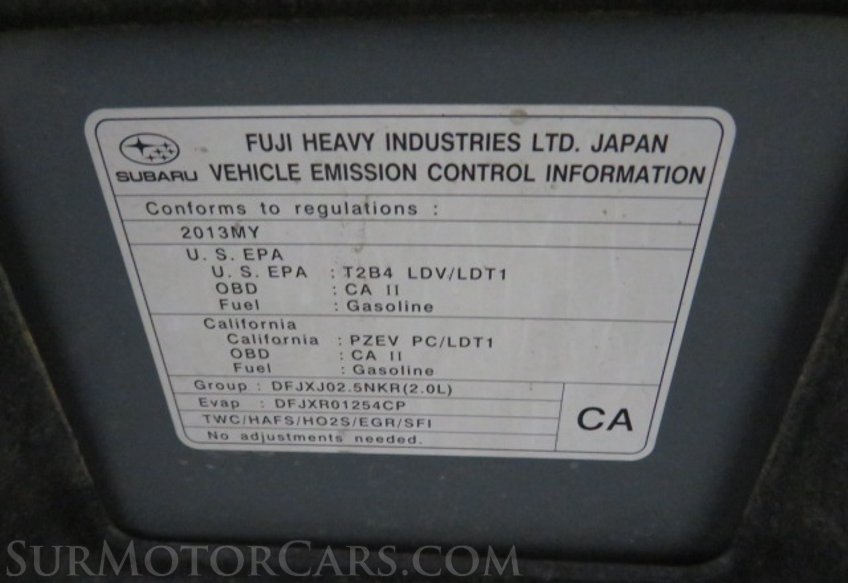 FUJI HEAVY INDUSTRIES LTD. JAPAN
SUBARU VEHICLE EMISSION CONTROL INFORMATION
Conforms to regulations :
2013MY
U. S. EPA
U. S. EPA : T2B4 LDV/LDT1
OBD : CA II
Fuel : Gasoline
California
California : PZEV PC/LDT1
OBD : CA II
Fuel : Gasoline
Group : DFJXJ02.5NKR(2.0L)
Evap : DFJXR01254CP
TWC/HAFS/HO2S/EGR/SFI
No adjustments needed.
CA
SURMOTORCARS.COM